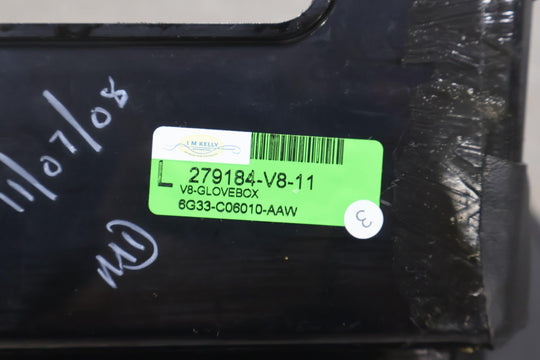 11/07/08
I M KELLY
L 279184-V8-11
V8-GLOVEBOX
6G33-C06010-AAW
3